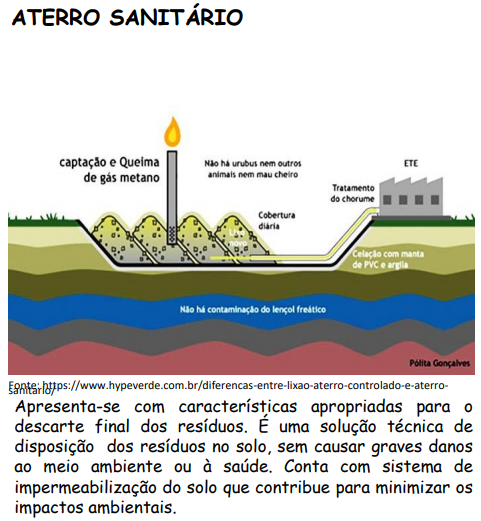 ATERRO SANITÁRIO
captação e Queima
de gás metano
Não há urubus nem outros
animais nem mau cheiro
ETE
Tratamento
do chorume
Cobertura
diária
Lixo
novo
Celação com manta
de PVC e argila
Não há contaminação do lençol freático
Pólita Gonçalves
Fonte: https://www.hypeverde.com.br/diferencas-entre-lixao-aterro-controlado-e-aterro-
sanitario/
Apresenta-se com características apropriadas para o
descarte final dos resíduos. É uma solução técnica de
disposição dos resíduos no solo, sem causar graves danos
ao meio ambiente ou à saúde. Conta com sistema de
impermeabilização do solo que contribue para minimizar os
impactos ambientais.